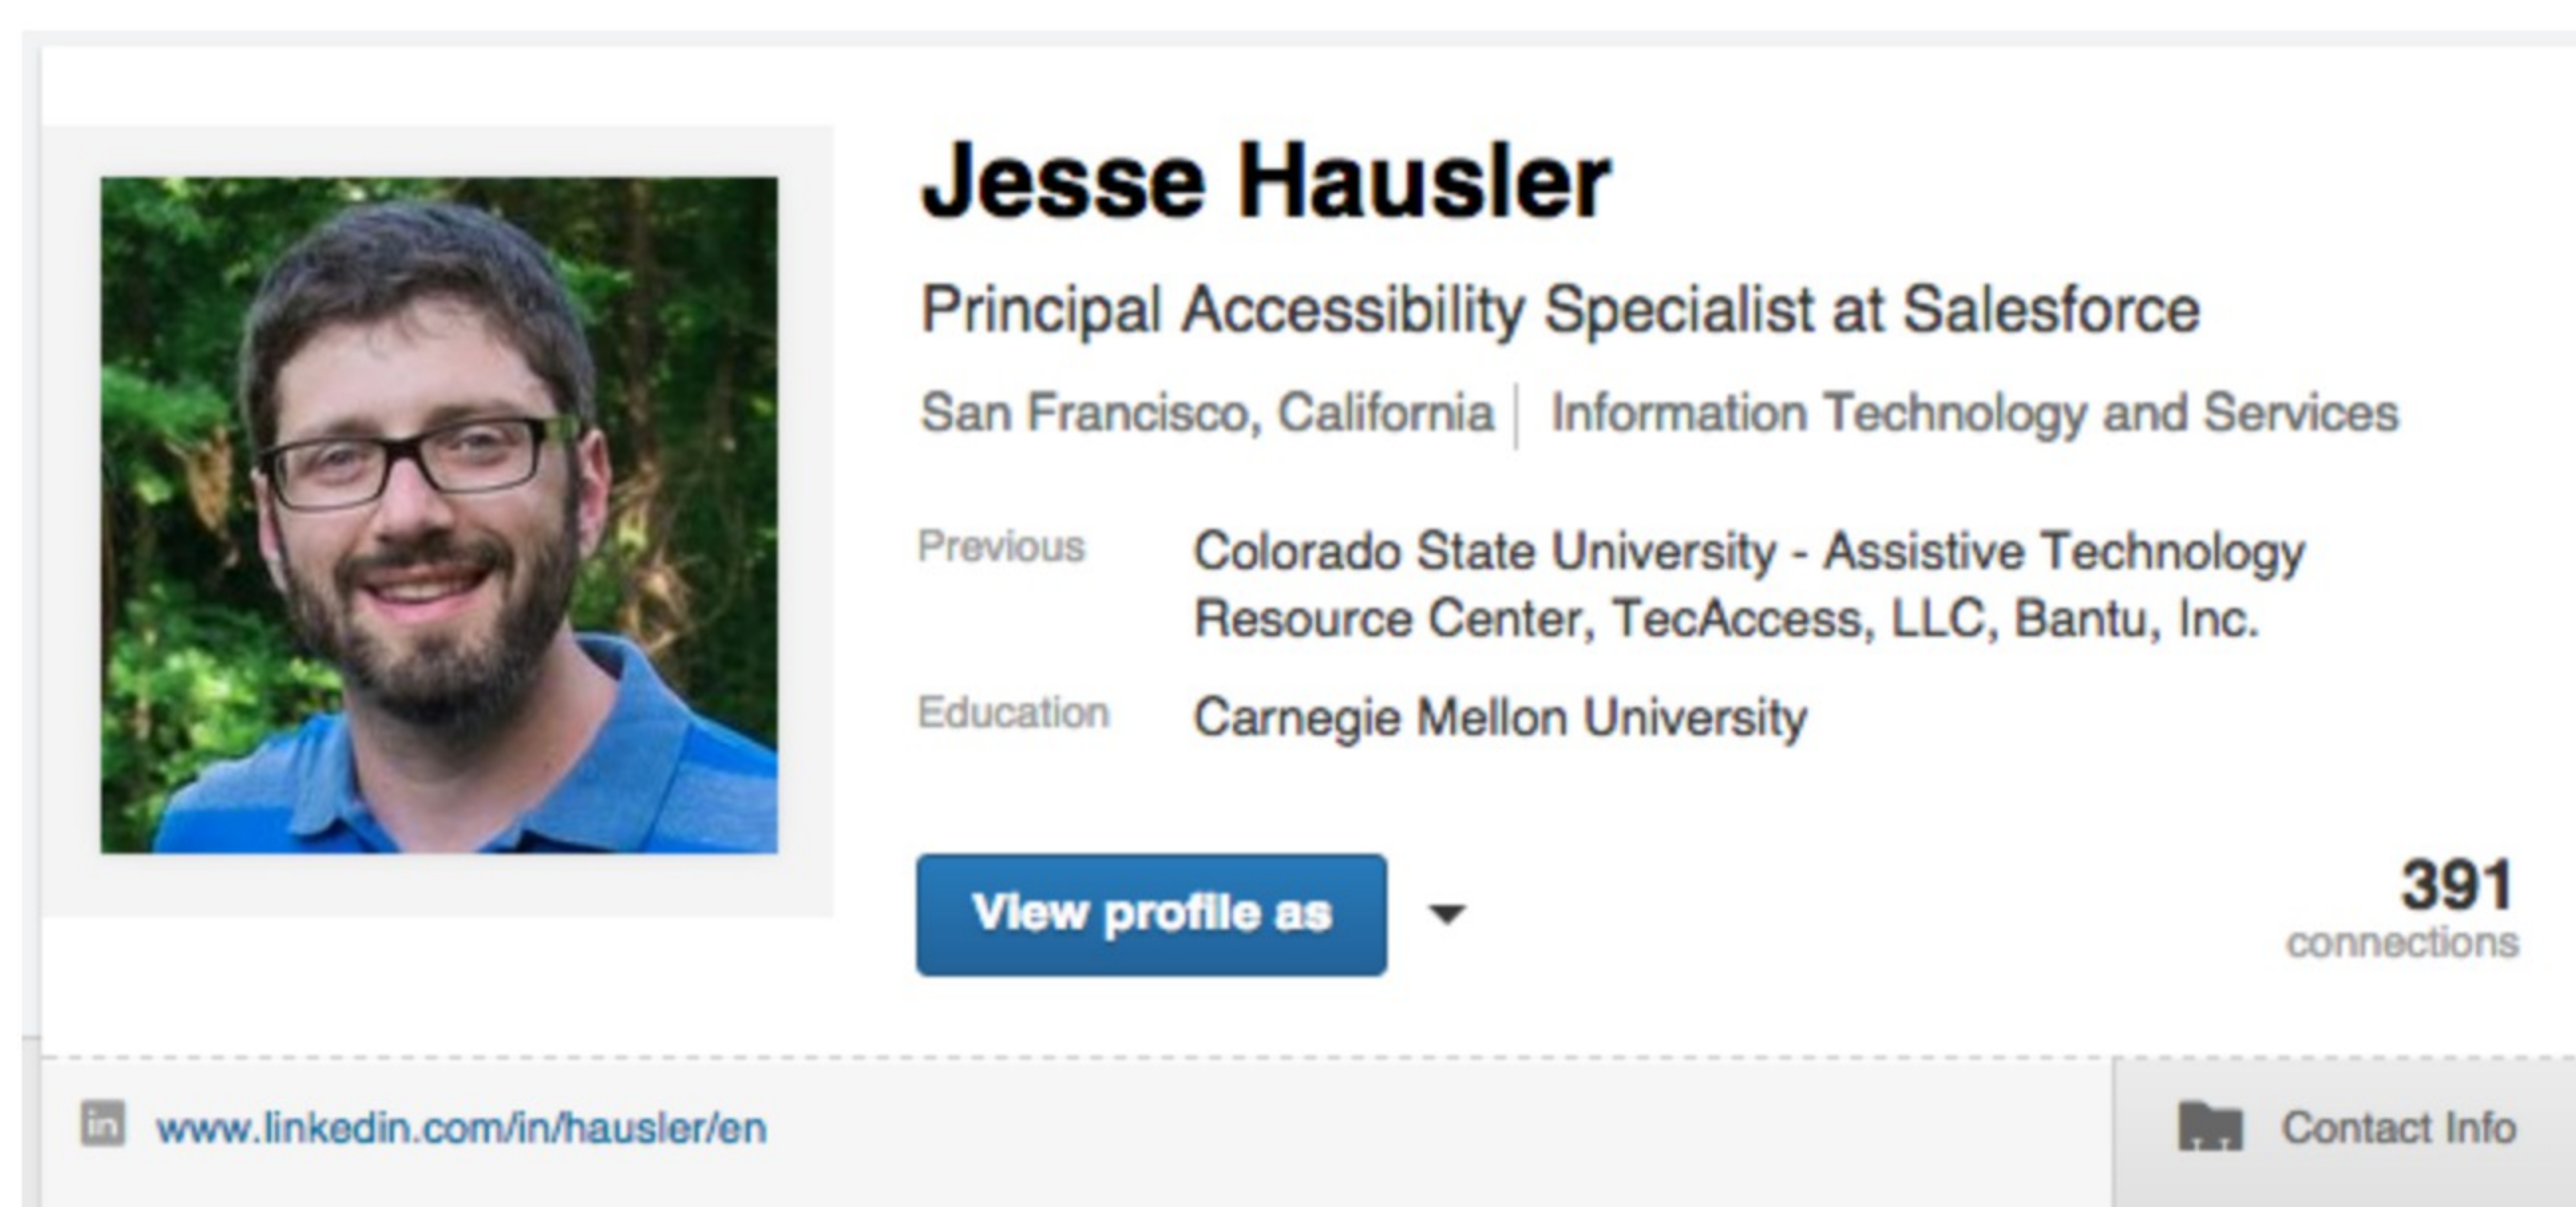 Jesse Hausler
Principal Accessibility Specialist at Salesforce
San Francisco, California | Information Technology and Services
Previous Colorado State University - Assistive Technology
Resource Center, TecAccess, LLC, Bantu, Inc.
Education Carnegie Mellon University
View profile as
391
connections
in www.linkedin.com/in/hausler/en
Contact Info